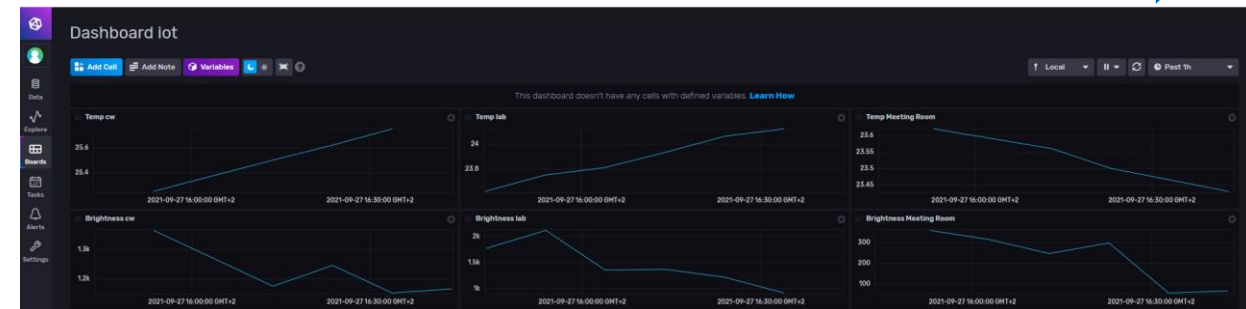 Dashboard iot
Add Cell Add Note Variables Local Past 1h
This dashboard doesn't have any cells with defined variables. Learn How
Data
Explore
Boards
Tasks
Alerts
Settings
Temp cw
25.6
25.4
2021-09-27 16:00:00 GMT+2 2021-09-27 16:30:00 GMT+2
Temp lab
24
23.8
2021-09-27 16:00:00 GMT+2 2021-09-27 16:30:00 GMT+2
Temp Meeting Room
23.6
23.55
23.5
23.45
2021-09-27 16:00:00 GMT+2 2021-09-27 16:30:00 GMT+2
Brightness cw
1.3k
1.2k
2021-09-27 16:00:00 GMT+2 2021-09-27 16:30:00 GMT+2
Brightness lab
2k
1.5k
1k
2021-09-27 16:00:00 GMT+2 2021-09-27 16:30:00 GMT+2
Brightness Meeting Room
300
200
100
2021-09-27 16:00:00 GMT+2 2021-09-27 16:30:00 GMT+2